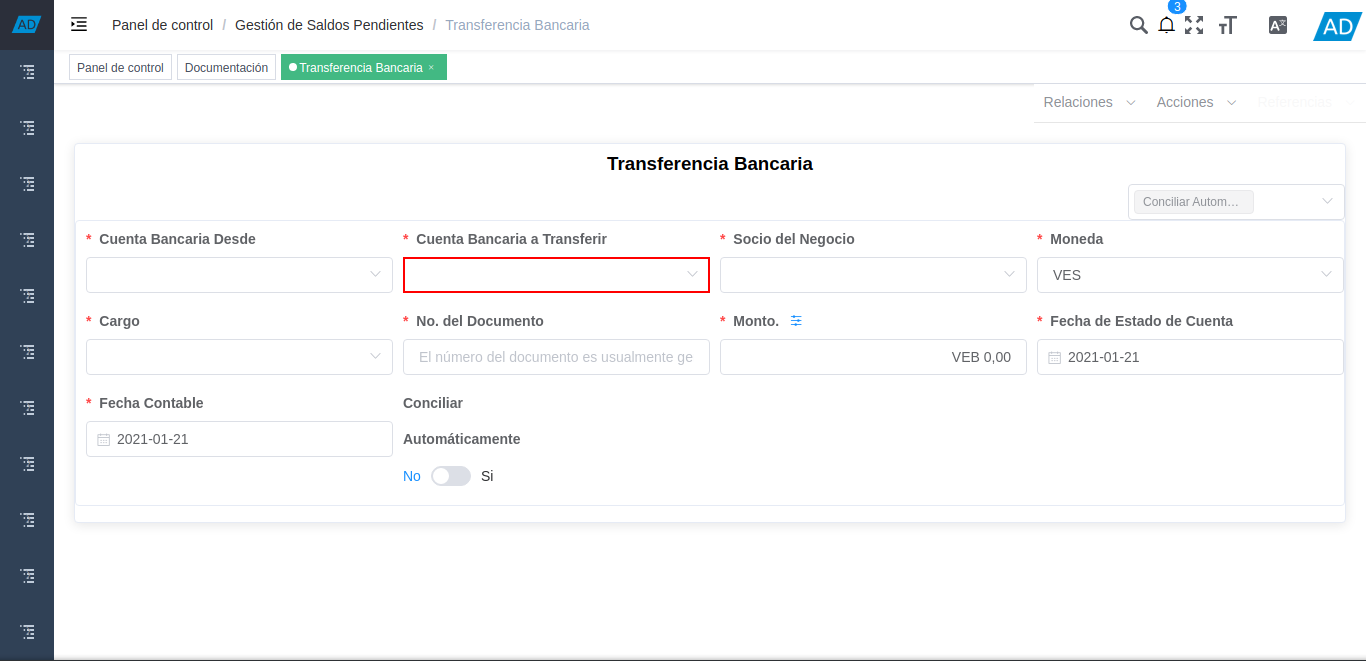 AD
Panel de control / Gestión de Saldos Pendientes / Transferencia Bancaria
3
AD
Panel de control
Documentación
Transferencia Bancaria ×
Relaciones
Acciones
Referencias
Transferencia Bancaria
Conciliar Autom...
* Cuenta Bancaria Desde
* Cuenta Bancaria a Transferir
* Socio del Negocio
* Moneda
VES
* Cargo
* No. del Documento
* Monto.
* Fecha de Estado de Cuenta
El número del documento es usualmente ge
VEB 0,00
2021-01-21
* Fecha Contable
Conciliar
Automáticamente
2021-01-21
No
Si